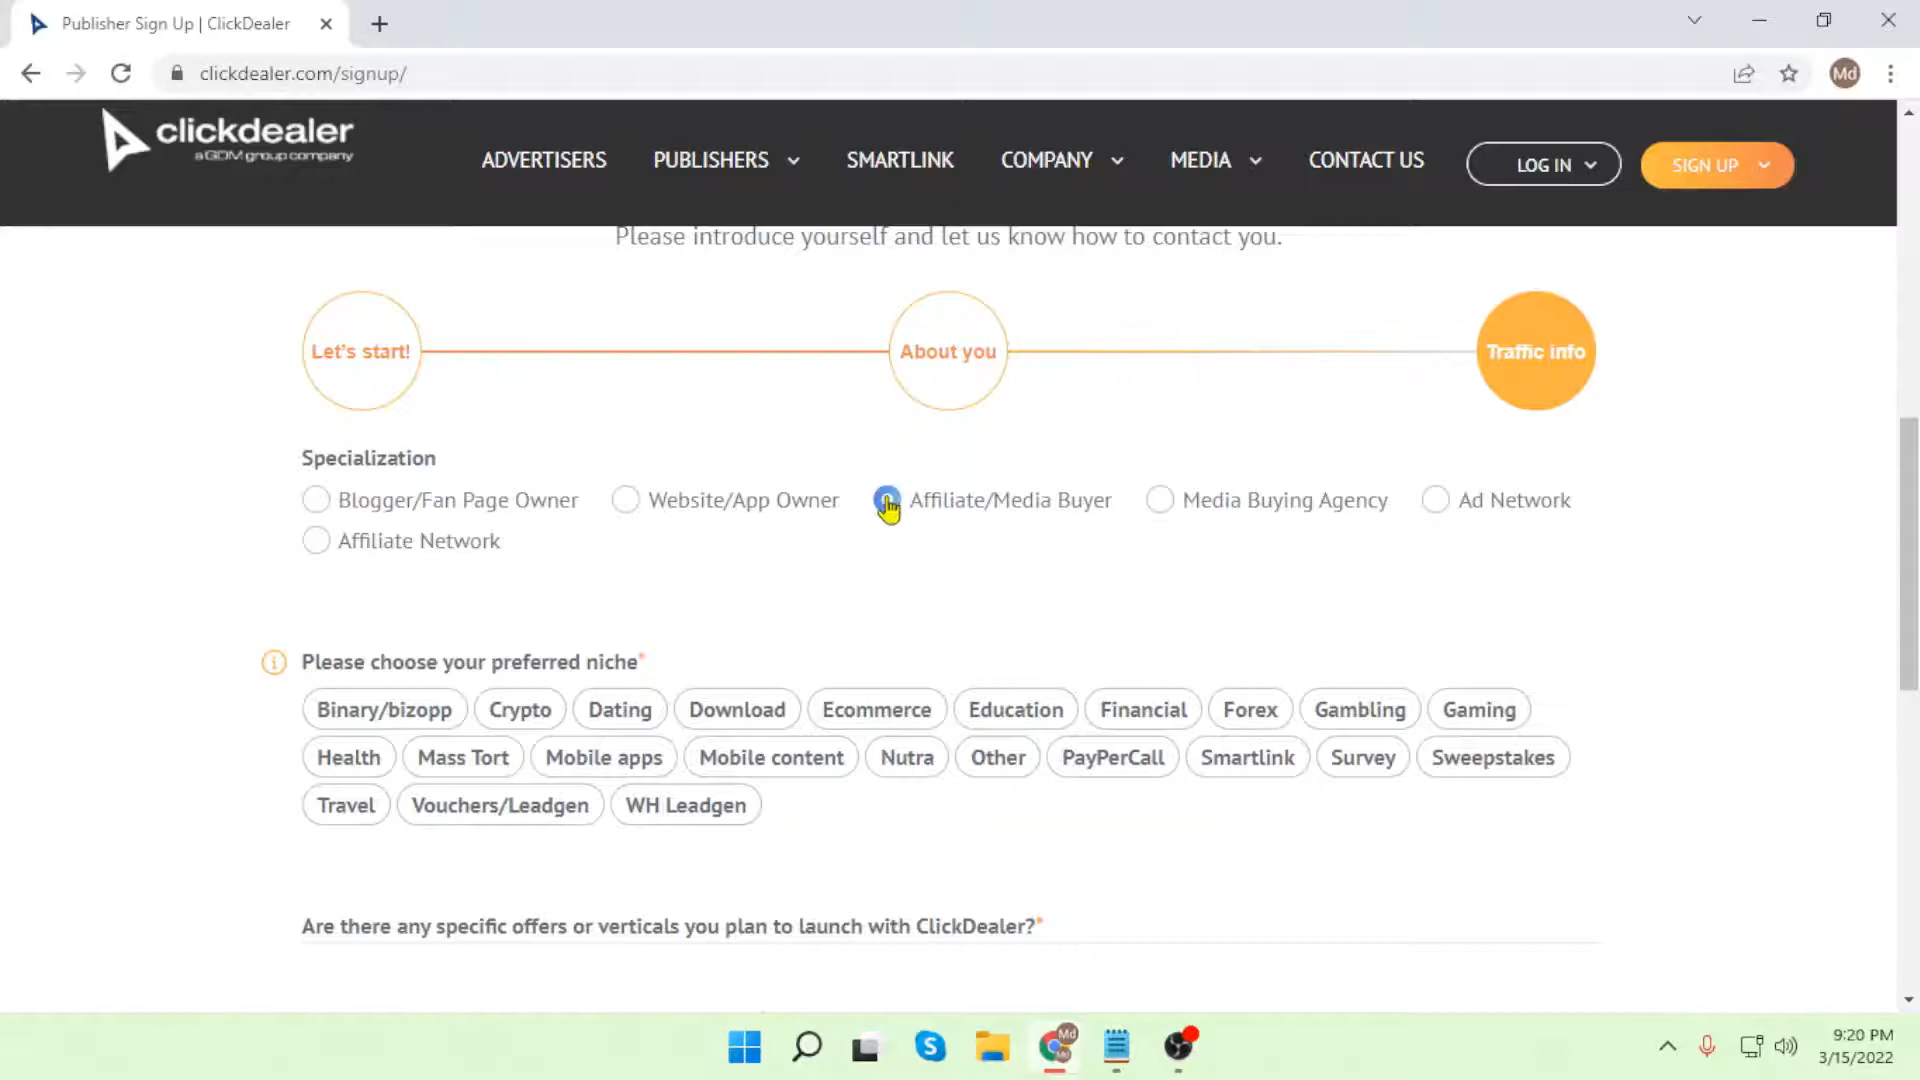 Publisher Sign Up | ClickDealer
clickdealer.com/signup/
Md
clickdealer
a GDM group company
ADVERTISERS PUBLISHERS SMARTLINK COMPANY MEDIA CONTACT US LOG IN SIGN UP
Please introduce yourself and let us know how to contact you.
Let's start! About you Traffic info
Specialization
Blogger/Fan Page Owner Website/App Owner Affiliate/Media Buyer Media Buying Agency Ad Network
Affiliate Network
Please choose your preferred niche*
Binary/bizopp Crypto Dating Download Ecommerce Education Financial Forex Gambling Gaming
Health Mass Tort Mobile apps Mobile content Nutra Other PayPerCall Smartlink Survey Sweepstakes
Travel Vouchers/Leadgen WH Leadgen
Are there any specific offers or verticals you plan to launch with ClickDealer?*
Md
9:20 PM
3/15/2022